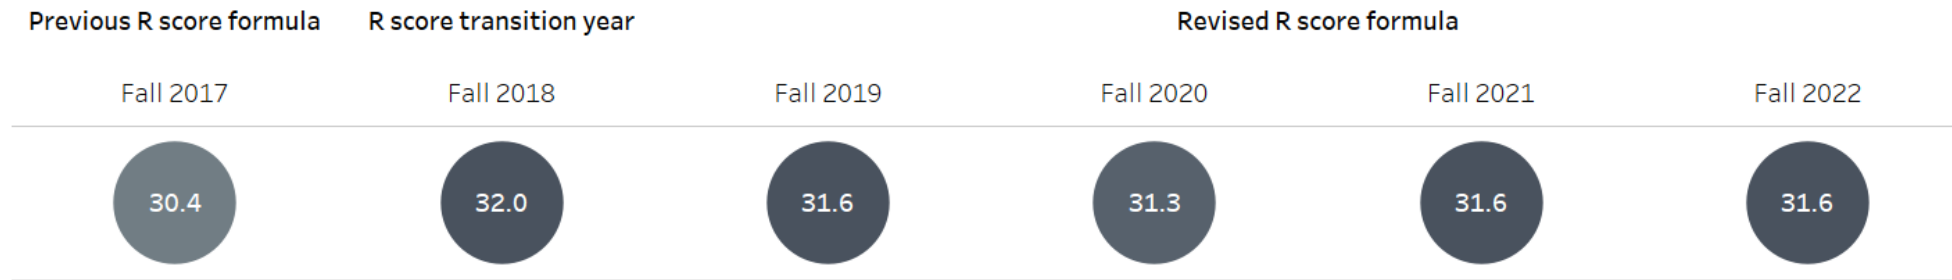 Previous R score formula R score transition year Revised R score formula
Fall 2017 Fall 2018 Fall 2019 Fall 2020 Fall 2021 Fall 2022
30.4 32.0 31.6 31.3 31.6 31.6